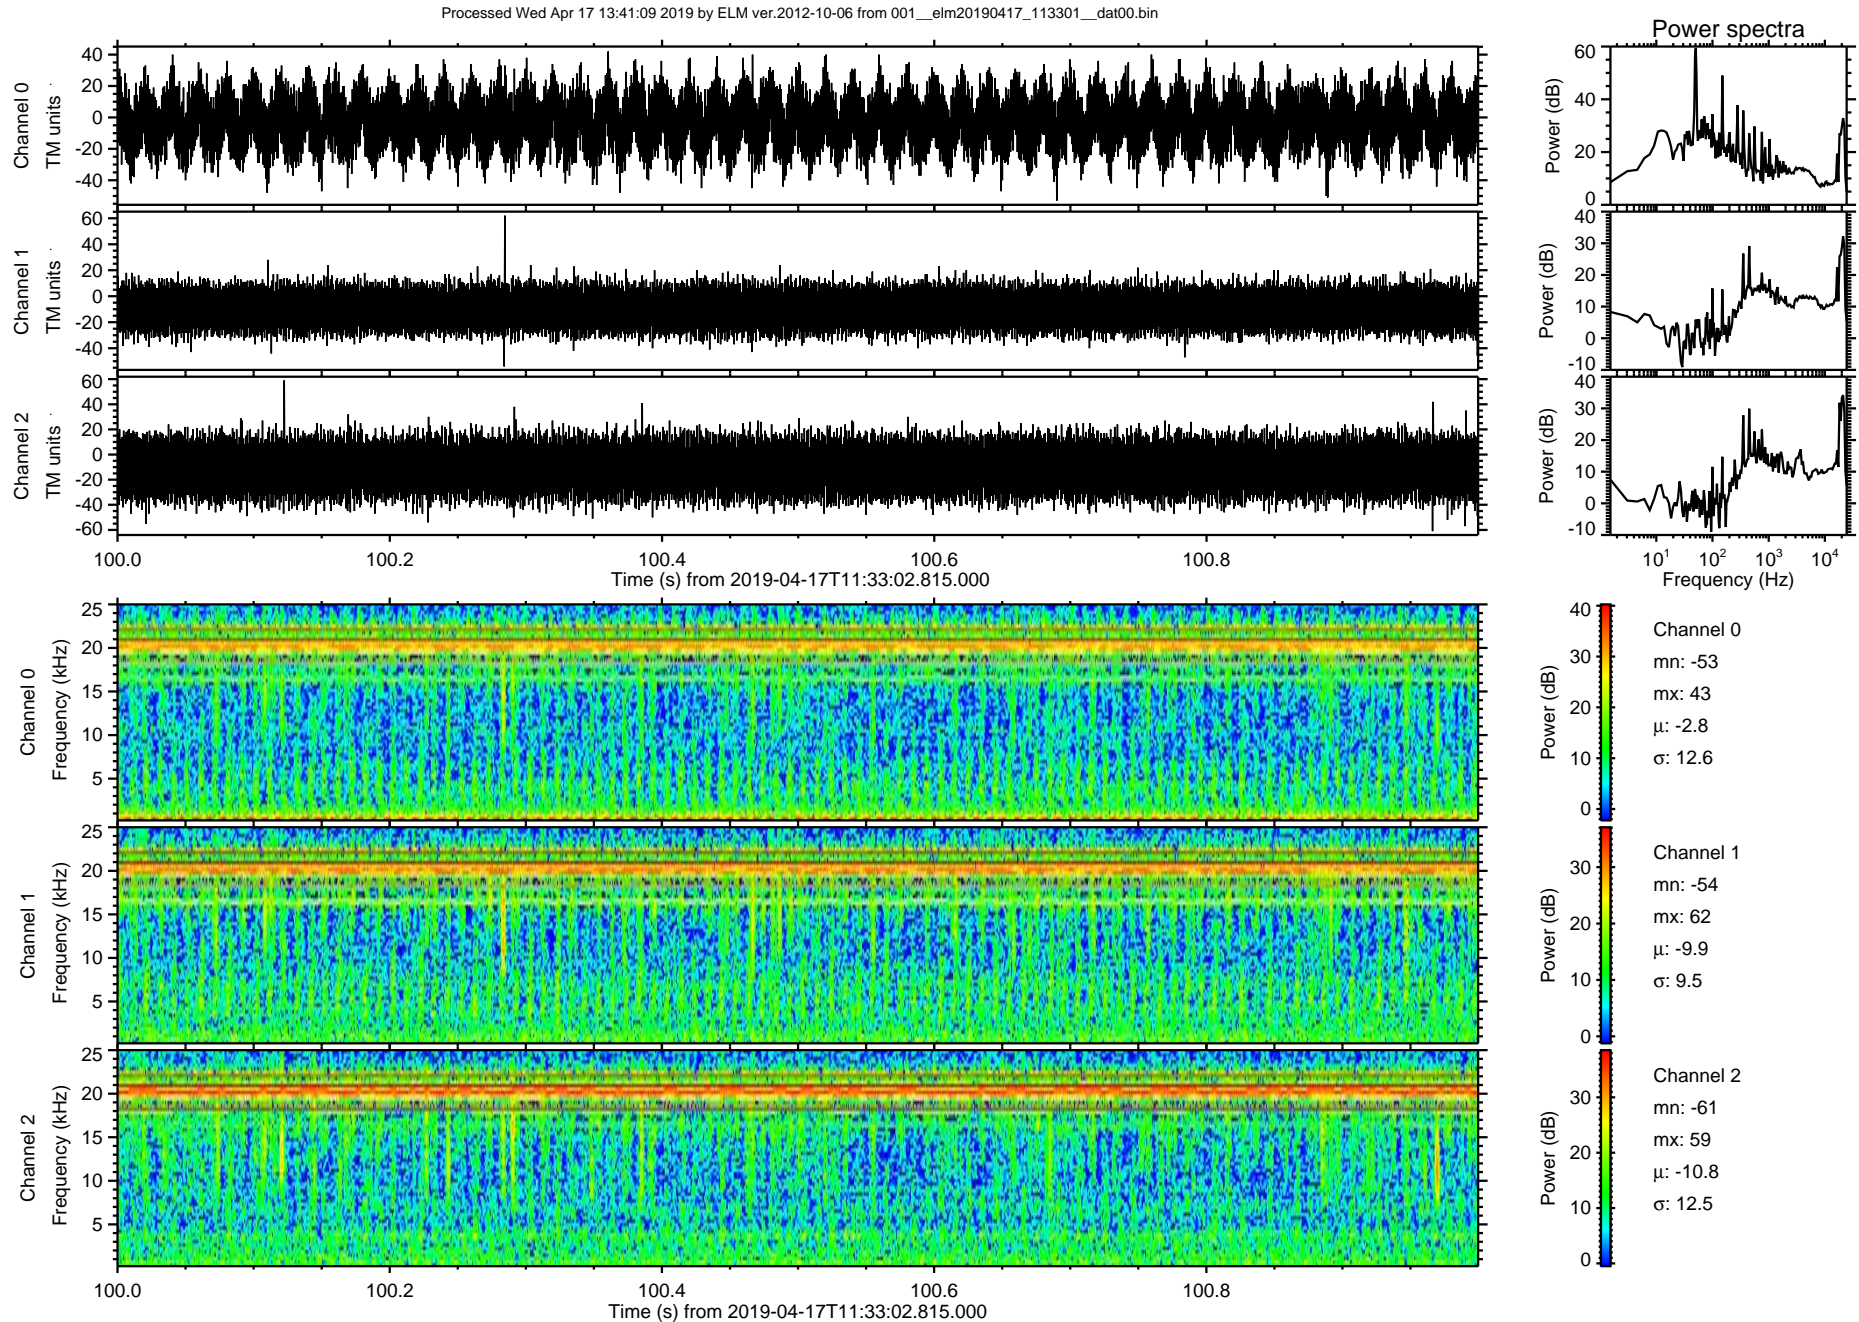 Processed Wed Apr 17 13:41:09 2019 by ELM ver.2012-10-06 from 001__elm20190417_113301__dat00.bin
Power spectra
Channel 0
TM units
40
20
0
-20
-40
Power (dB)
60
40
20
0
Channel 1
TM units
60
40
20
0
-20
-40
Power (dB)
40
30
20
10
0
-10
Channel 2
TM units
60
40
20
0
-20
-40
-60
Power (dB)
40
30
20
10
0
-10
100.0 100.2 100.4 100.6 100.8
Time (s) from 2019-04-17T11:33:02.815.000
10^1 10^2 10^3 10^4
Frequency (Hz)
Channel 0
Frequency (kHz)
25
20
15
10
5
Power (dB)
40
30
20
10
0
Channel 0
mn: -53
mx: 43
µ: -2.8
σ: 12.6
Channel 1
Frequency (kHz)
25
20
15
10
5
Power (dB)
30
20
10
0
Channel 1
mn: -54
mx: 62
µ: -9.9
σ: 9.5
Channel 2
Frequency (kHz)
25
20
15
10
5
Power (dB)
30
20
10
0
Channel 2
mn: -61
mx: 59
µ: -10.8
σ: 12.5
100.0 100.2 100.4 100.6 100.8
Time (s) from 2019-04-17T11:33:02.815.000